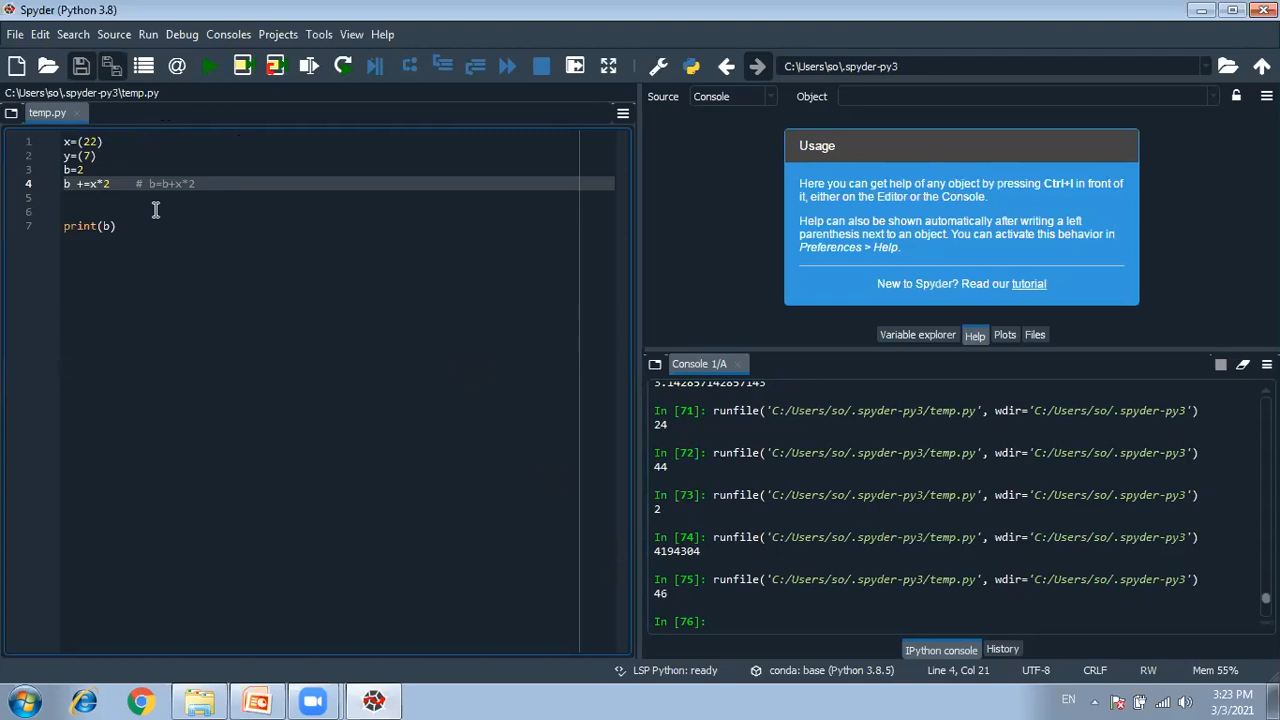 Spyder (Python 3.8)
File Edit Search Source Run Debug Consoles Projects Tools View Help
C:\Users\so\.spyder-py3
C:\Users\so\.spyder-py3\temp.py
temp.py
1 x=(22)
2 y=(7)
3 b=2
4 b +=x*2 # b=b+x*2
5
6
7 print(b)
Source Console Object
Usage
Here you can get help of any object by pressing Ctrl+I in front
of it, either on the Editor or the Console.
Help can also be shown automatically after writing a left
parenthesis next to an object. You can activate this behavior in
Preferences > Help.
New to Spyder? Read our tutorial
Variable explorer Help Plots Files
Console 1/A
3.142857142857143
In [71]: runfile('C:/Users/so/.spyder-py3/temp.py', wdir='C:/Users/so/.spyder-py3')
24
In [72]: runfile('C:/Users/so/.spyder-py3/temp.py', wdir='C:/Users/so/.spyder-py3')
44
In [73]: runfile('C:/Users/so/.spyder-py3/temp.py', wdir='C:/Users/so/.spyder-py3')
2
In [74]: runfile('C:/Users/so/.spyder-py3/temp.py', wdir='C:/Users/so/.spyder-py3')
4194304
In [75]: runfile('C:/Users/so/.spyder-py3/temp.py', wdir='C:/Users/so/.spyder-py3')
46
In [76]:
IPython console History
LSP Python: ready conda: base (Python 3.8.5) Line 4, Col 21 UTF-8 CRLF RW Mem 55%
EN 3:23 PM
3/3/2021